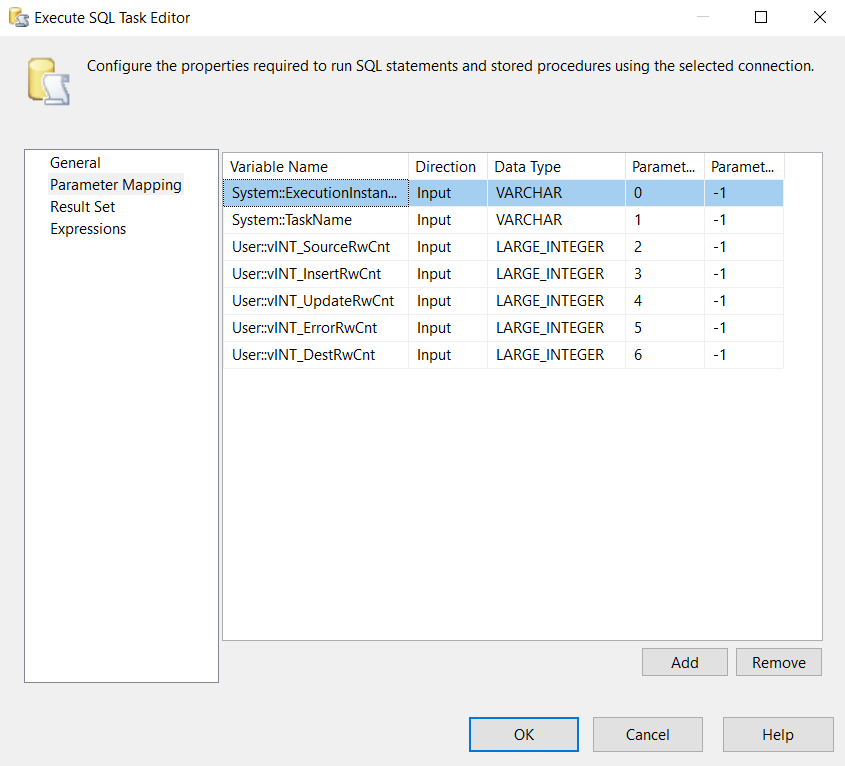 Execute SQL Task Editor
Configure the properties required to run SQL statements and stored procedures using the selected connection.
General
Parameter Mapping
Result Set
Expressions
Variable Name Direction Data Type Paramet... Paramet...
System::ExecutionInstan... Input VARCHAR 0 -1
System::TaskName Input VARCHAR 1 -1
User::vINT_SourceRwCnt Input LARGE_INTEGER 2 -1
User::vINT_InsertRwCnt Input LARGE_INTEGER 3 -1
User::vINT_UpdateRwCnt Input LARGE_INTEGER 4 -1
User::vINT_ErrorRwCnt Input LARGE_INTEGER 5 -1
User::vINT_DestRwCnt Input LARGE_INTEGER 6 -1
Add Remove
OK Cancel Help